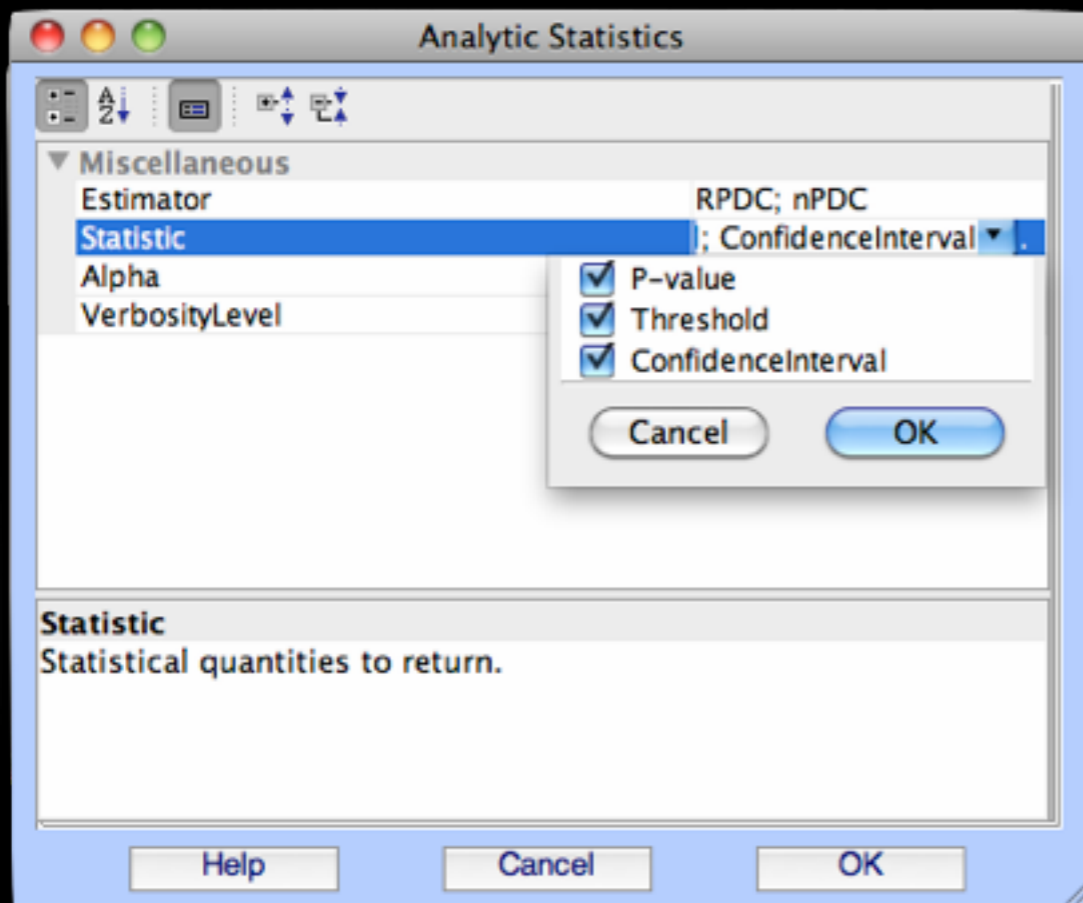 Analytic Statistics
Miscellaneous
Estimator RPDC; nPDC
Statistic ; ConfidenceInterval
Alpha
VerbosityLevel
P-value
Threshold
ConfidenceInterval
Cancel OK
Statistic
Statistical quantities to return.
Help Cancel OK